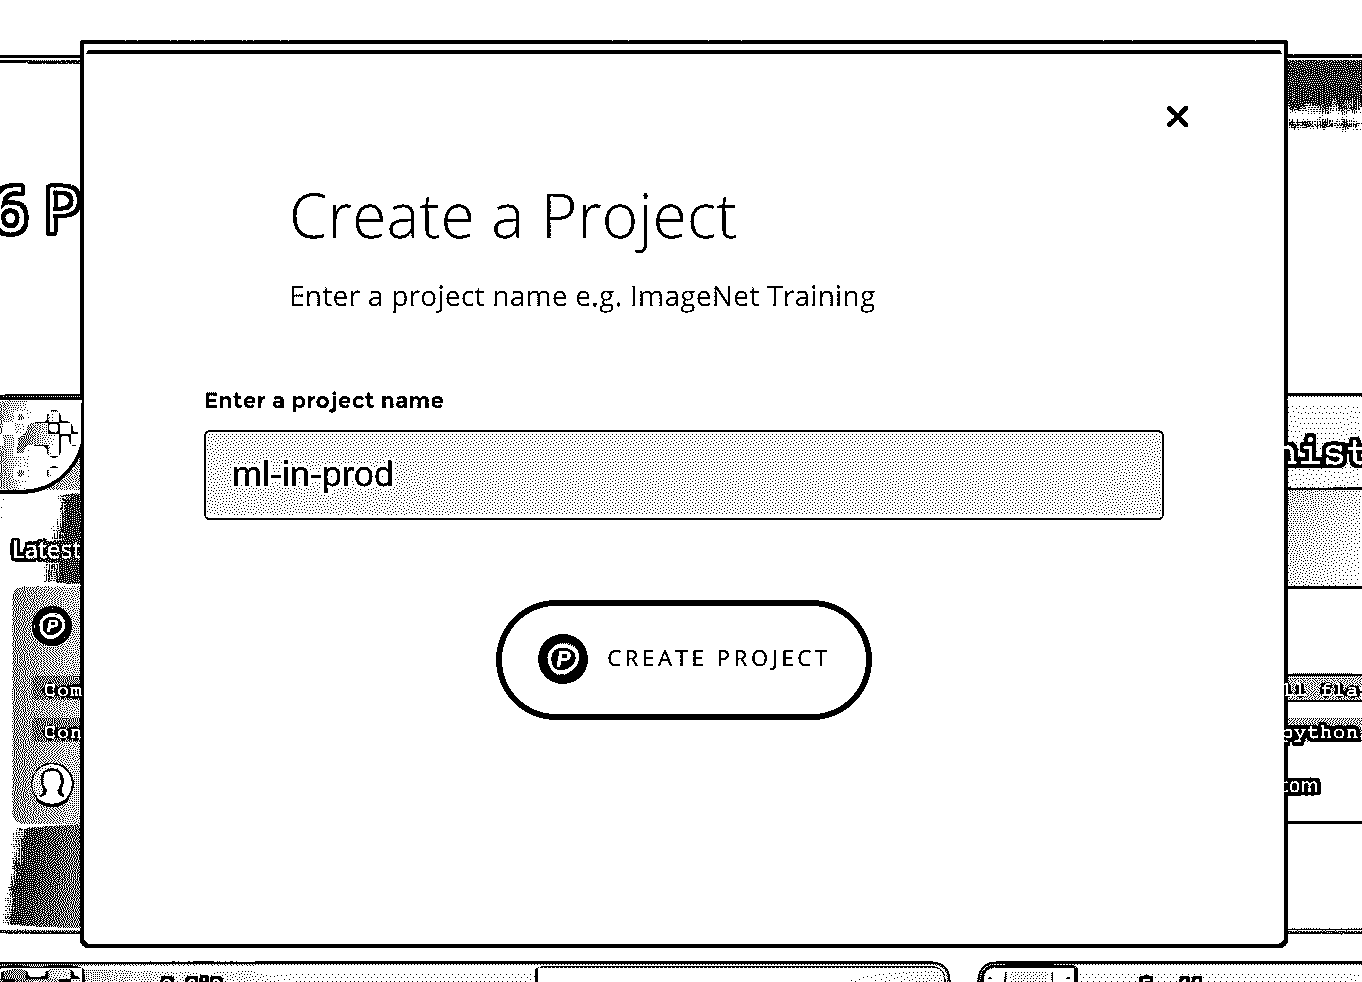 Create a Project
Enter a project name e.g. ImageNet Training
Enter a project name
ml-in-prod
CREATE PROJECT
6 P
Latest
Com
Con
nist
ll fla
python
com